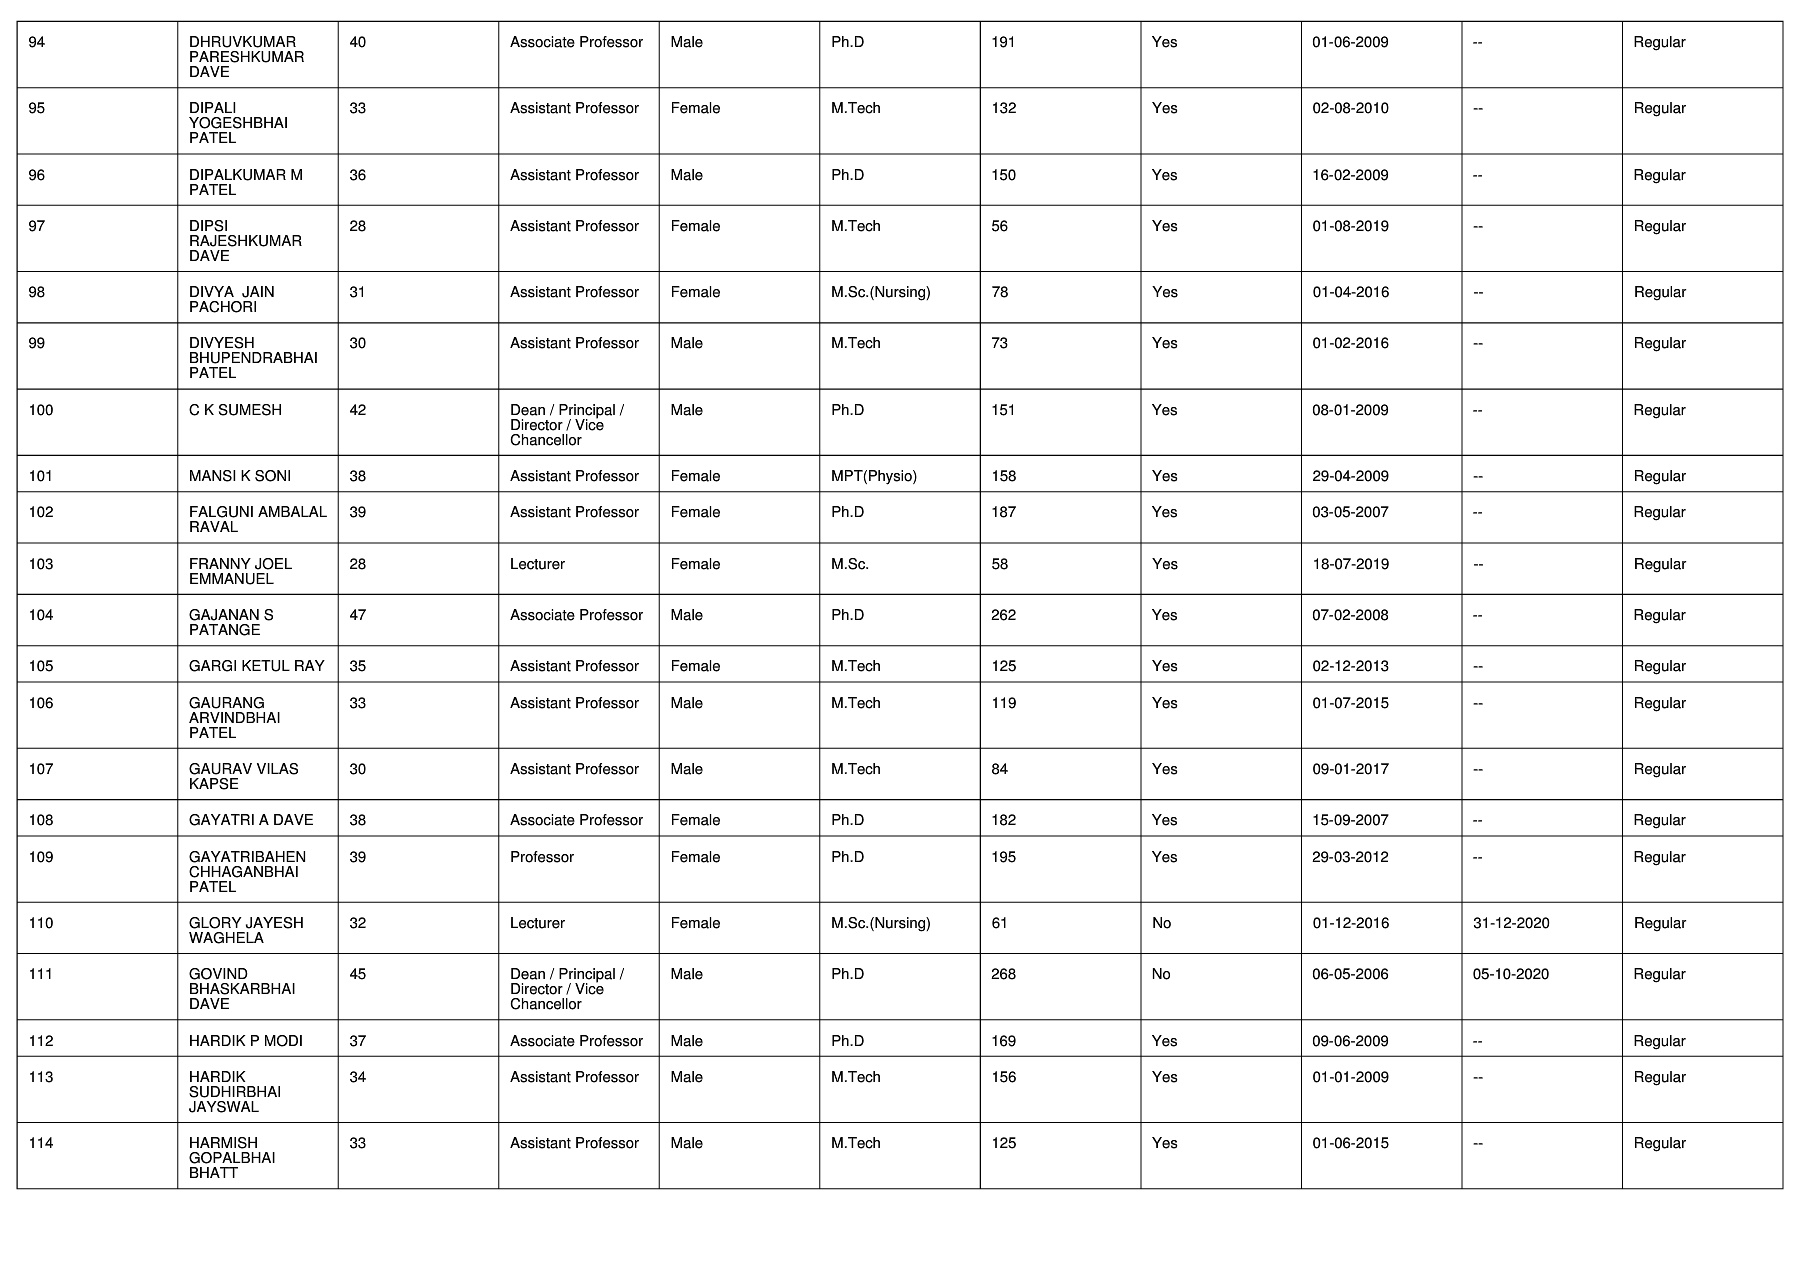 94 DHRUVKUMAR PARESHKUMAR DAVE 40 Associate Professor Male Ph.D 191 Yes 01-06-2009 -- Regular
95 DIPALI YOGESHBHAI PATEL 33 Assistant Professor Female M.Tech 132 Yes 02-08-2010 -- Regular
96 DIPALKUMAR M PATEL 36 Assistant Professor Male Ph.D 150 Yes 16-02-2009 -- Regular
97 DIPSI RAJESHKUMAR DAVE 28 Assistant Professor Female M.Tech 56 Yes 01-08-2019 -- Regular
98 DIVYA JAIN PACHORI 31 Assistant Professor Female M.Sc.(Nursing) 78 Yes 01-04-2016 -- Regular
99 DIVYESH BHUPENDRABHAI PATEL 30 Assistant Professor Male M.Tech 73 Yes 01-02-2016 -- Regular
100 C K SUMESH 42 Dean / Principal / Director / Vice Chancellor Male Ph.D 151 Yes 08-01-2009 -- Regular
101 MANSI K SONI 38 Assistant Professor Female MPT(Physio) 158 Yes 29-04-2009 -- Regular
102 FALGUNI AMBALAL RAVAL 39 Assistant Professor Female Ph.D 187 Yes 03-05-2007 -- Regular
103 FRANNY JOEL EMMANUEL 28 Lecturer Female M.Sc. 58 Yes 18-07-2019 -- Regular
104 GAJANAN S PATANGE 47 Associate Professor Male Ph.D 262 Yes 07-02-2008 -- Regular
105 GARGI KETUL RAY 35 Assistant Professor Female M.Tech 125 Yes 02-12-2013 -- Regular
106 GAURANG ARVINDBHAI PATEL 33 Assistant Professor Male M.Tech 119 Yes 01-07-2015 -- Regular
107 GAURAV VILAS KAPSE 30 Assistant Professor Male M.Tech 84 Yes 09-01-2017 -- Regular
108 GAYATRI A DAVE 38 Associate Professor Female Ph.D 182 Yes 15-09-2007 -- Regular
109 GAYATRIBAHEN CHHAGANBHAI PATEL 39 Professor Female Ph.D 195 Yes 29-03-2012 -- Regular
110 GLORY JAYESH WAGHELA 32 Lecturer Female M.Sc.(Nursing) 61 No 01-12-2016 31-12-2020 Regular
111 GOVIND BHASKARBHAI DAVE 45 Dean / Principal / Director / Vice Chancellor Male Ph.D 268 No 06-05-2006 05-10-2020 Regular
112 HARDIK P MODI 37 Associate Professor Male Ph.D 169 Yes 09-06-2009 -- Regular
113 HARDIK SUDHIRBHAI JAYSWAL 34 Assistant Professor Male M.Tech 156 Yes 01-01-2009 -- Regular
114 HARMISH GOPALBHAI BHATT 33 Assistant Professor Male M.Tech 125 Yes 01-06-2015 -- Regular